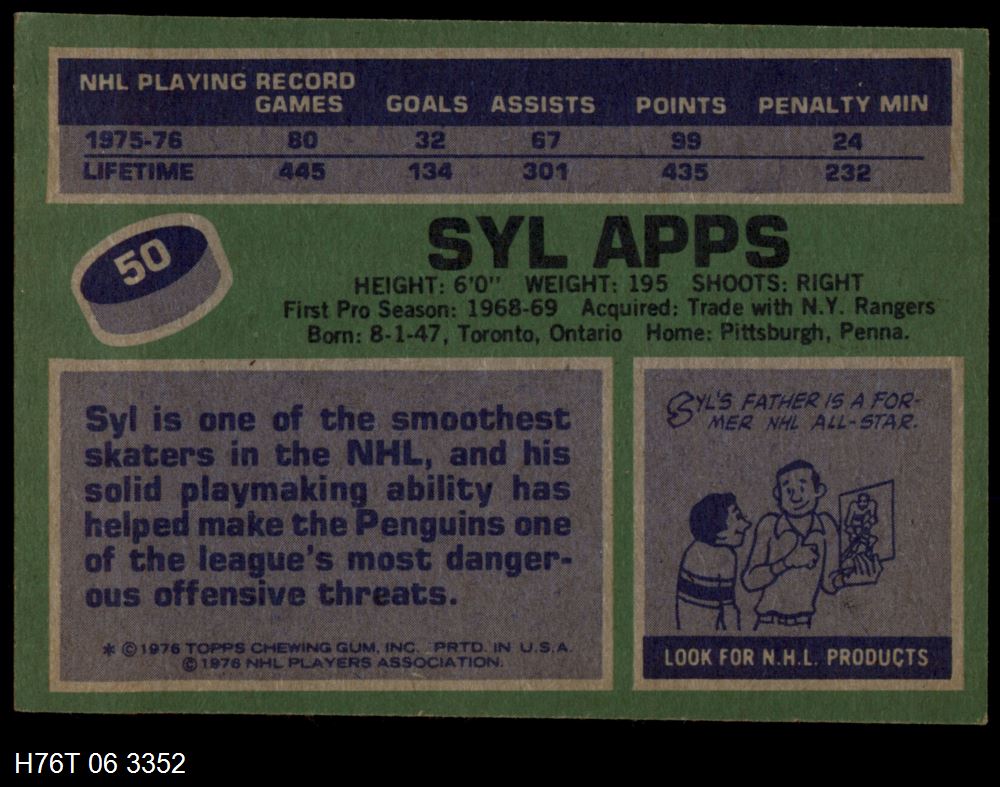 NHL PLAYING RECORD
GAMES GOALS ASSISTS POINTS PENALTY MIN
1975-76 80 32 67 99 24
LIFETIME 445 134 301 435 232
50
SYL APPS
HEIGHT: 6'0" WEIGHT: 195 SHOOTS: RIGHT
First Pro Season: 1968-69 Acquired: Trade with N.Y. Rangers
Born: 8-1-47, Toronto, Ontario Home: Pittsburgh, Penna.
Syl is one of the smoothest
skaters in the NHL, and his
solid playmaking ability has
helped make the Penguins one
of the league's most danger-
ous offensive threats.
* ©1976 TOPPS CHEWING GUM, INC. PRTD. IN U.S.A.
©1976 NHL PLAYERS ASSOCIATION.
SYL'S FATHER IS A FOR-
MER NHL ALL-STAR.
LOOK FOR N.H.L. PRODUCTS
H76T 06 3352